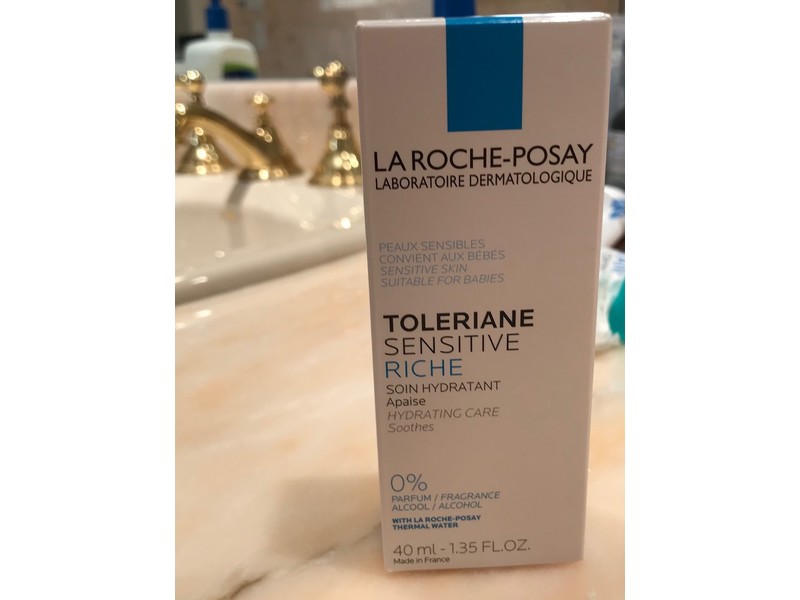 LA ROCHE-POSAY
LABORATOIRE DERMATOLOGIQUE
PEAUX SENSIBLES
CONVIENT AUX BÉBÉS
SENSITIVE SKIN
SUITABLE FOR BABIES
TOLERIANE
SENSITIVE
RICHE
SOIN HYDRATANT
Apaise
HYDRATING CARE
Soothes
0%
PARFUM / FRAGRANCE
ALCOOL / ALCOHOL
WITH LA ROCHE-POSAY
THERMAL WATER
40 ml - 1.35 FL.OZ.
Made in France